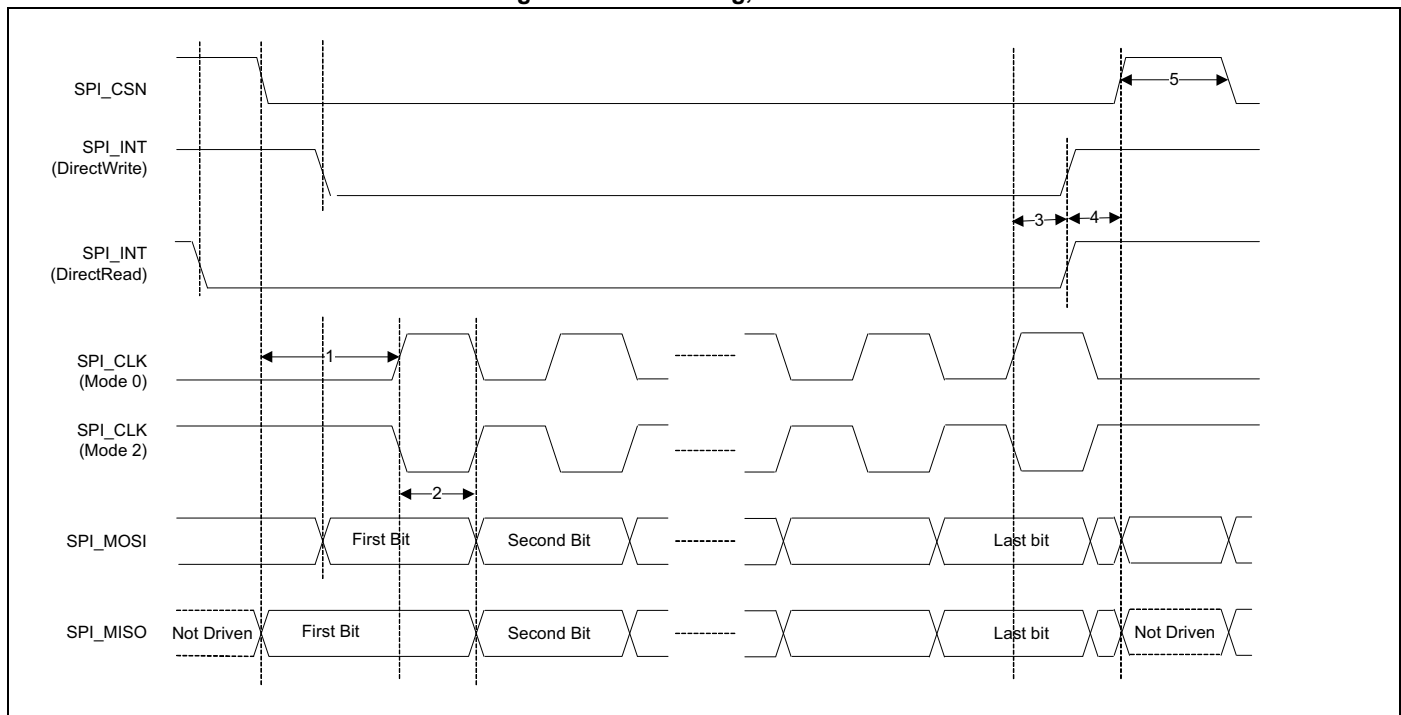 SPI_CSN
5
SPI_INT
(DirectWrite)
3
4
SPI_INT
(DirectRead)
1
SPI_CLK
(Mode 0)
SPI_CLK
(Mode 2)
2
SPI_MOSI
First Bit
Second Bit
Last bit
SPI_MISO
Not Driven
First Bit
Second Bit
Last bit
Not Driven